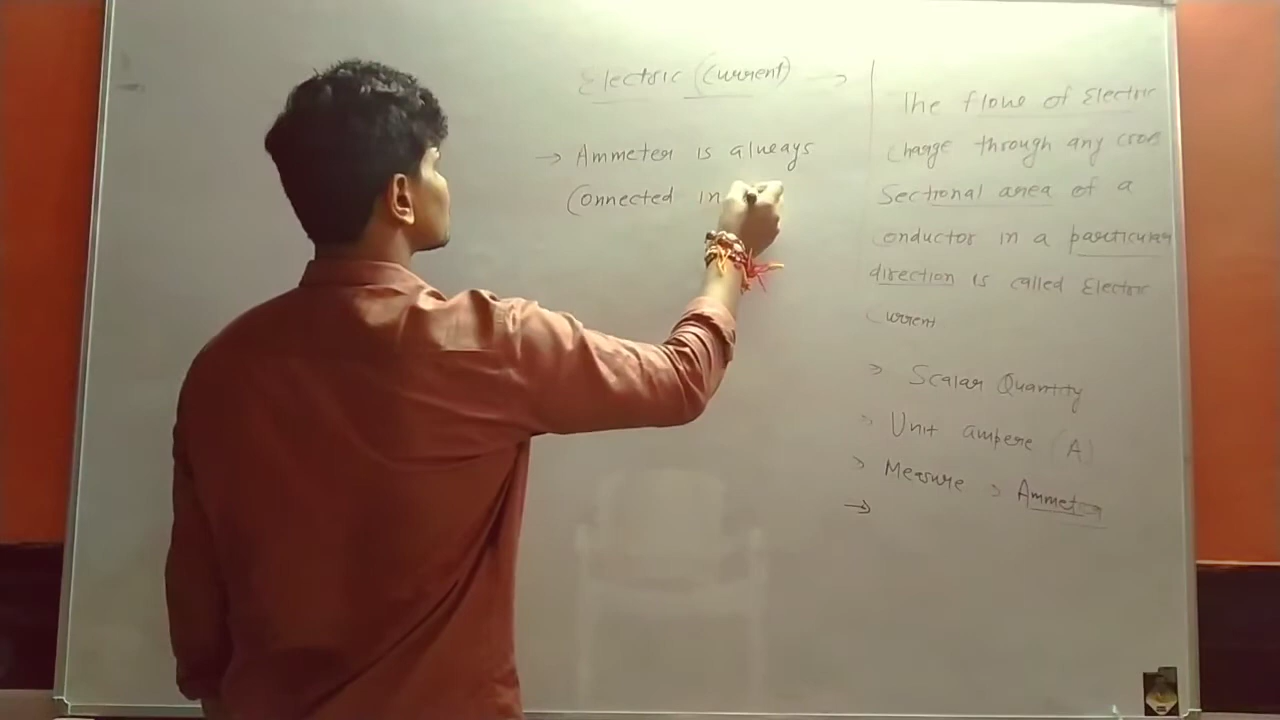 Electric (Current) →
→ Ammeter is always
Connected in
The flowe of Electric
charge through any cross
Sectional area of a
conductor in a particular
direction is called Electric
Current
→ Scalar Quantity
→ Unit ampere (A)
→ Measure → Ammeter
→